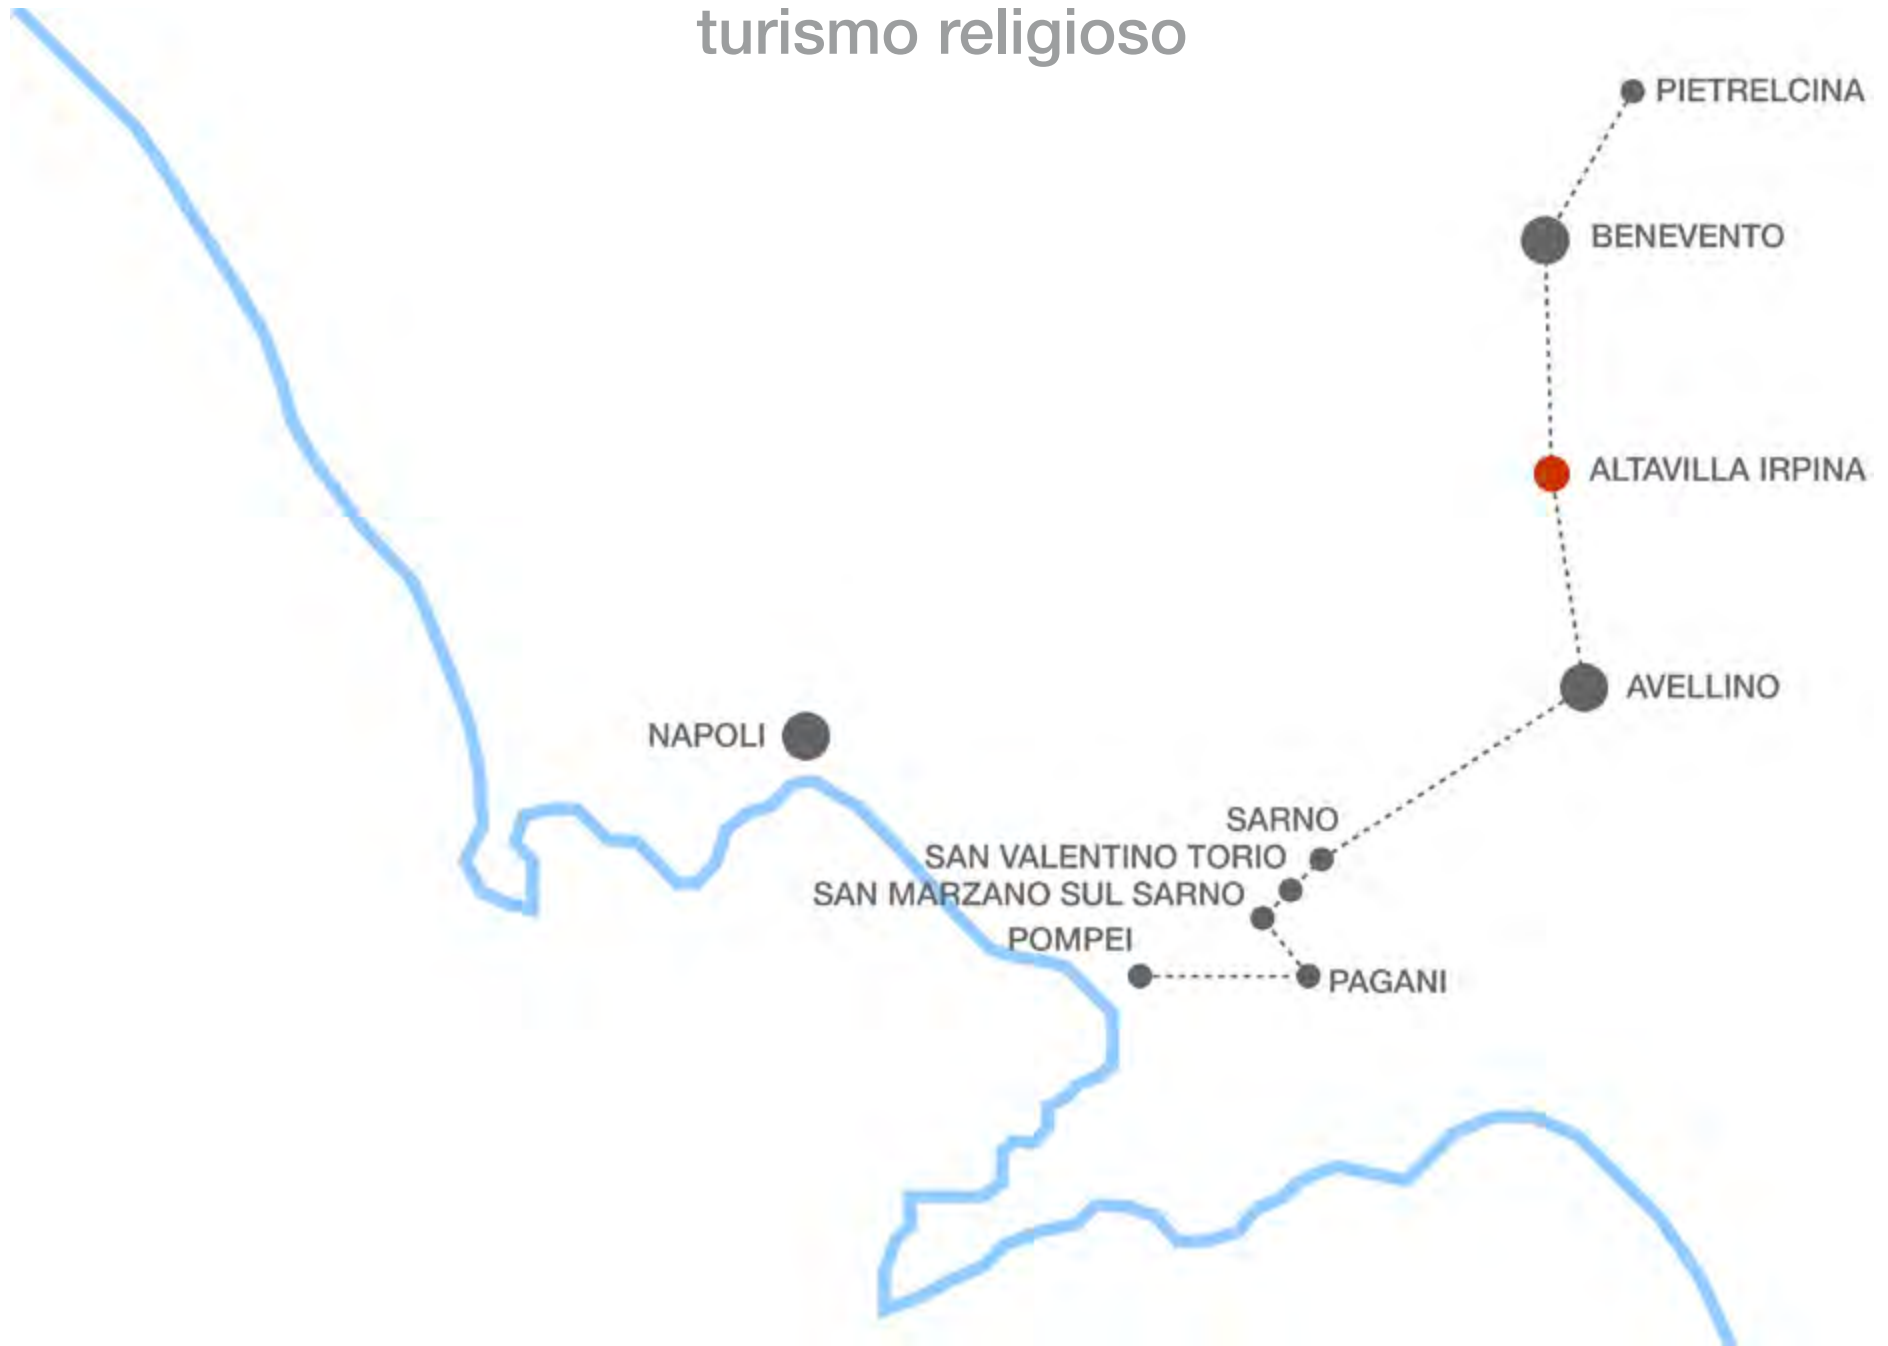 turismo religioso
PIETRELCINA
BENEVENTO
ALTAVILLA IRPINA
AVELLINO
NAPOLI
SARNO
SAN VALENTINO TORIO
SAN MARZANO SUL SARNO
POMPEI
PAGANI